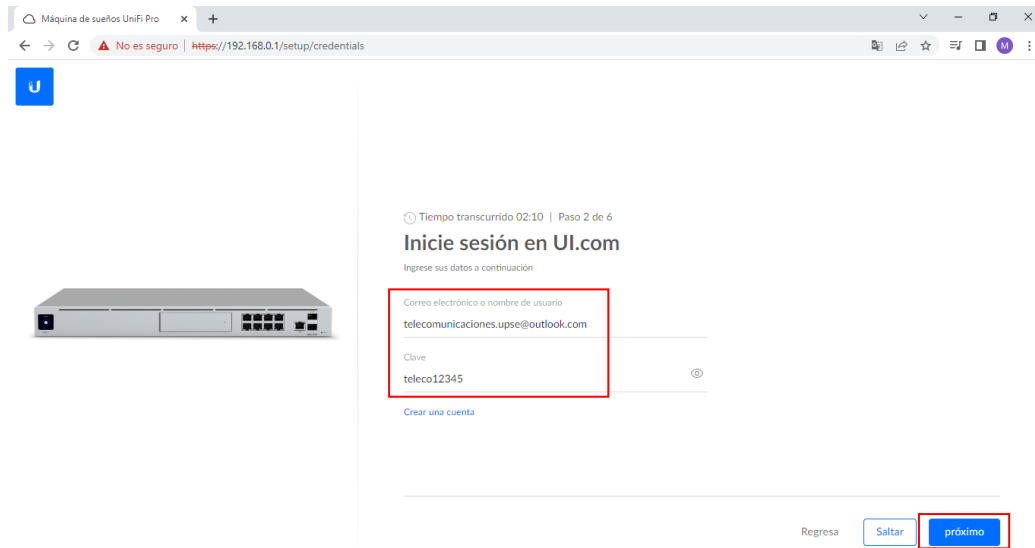 Máquina de sueños UniFi Pro
No es seguro | https://192.168.0.1/setup/credentials
M
U
Tiempo transcurrido 02:10 | Paso 2 de 6
Inicie sesión en UI.com
Ingrese sus datos a continuación
Correo electrónico o nombre de usuario
telecomunicaciones.upse@outlook.com
Clave
teleco12345
Crear una cuenta
Regresa Saltar próximo